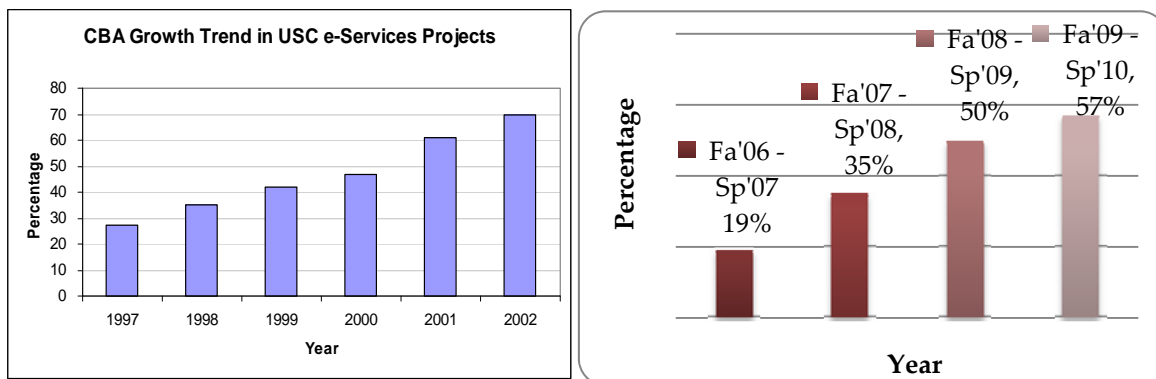 CBA Growth Trend in USC e-Services Projects
80
70
60
50
40
30
20
10
0
Percentage
1997 1998 1999 2000 2001 2002
Year
Percentage
Fa'06 -
Sp'07
19%
Fa'07 -
Sp'08,
35%
Fa'08 -
Sp'09,
50%
Fa'09 -
Sp'10,
57%
Year